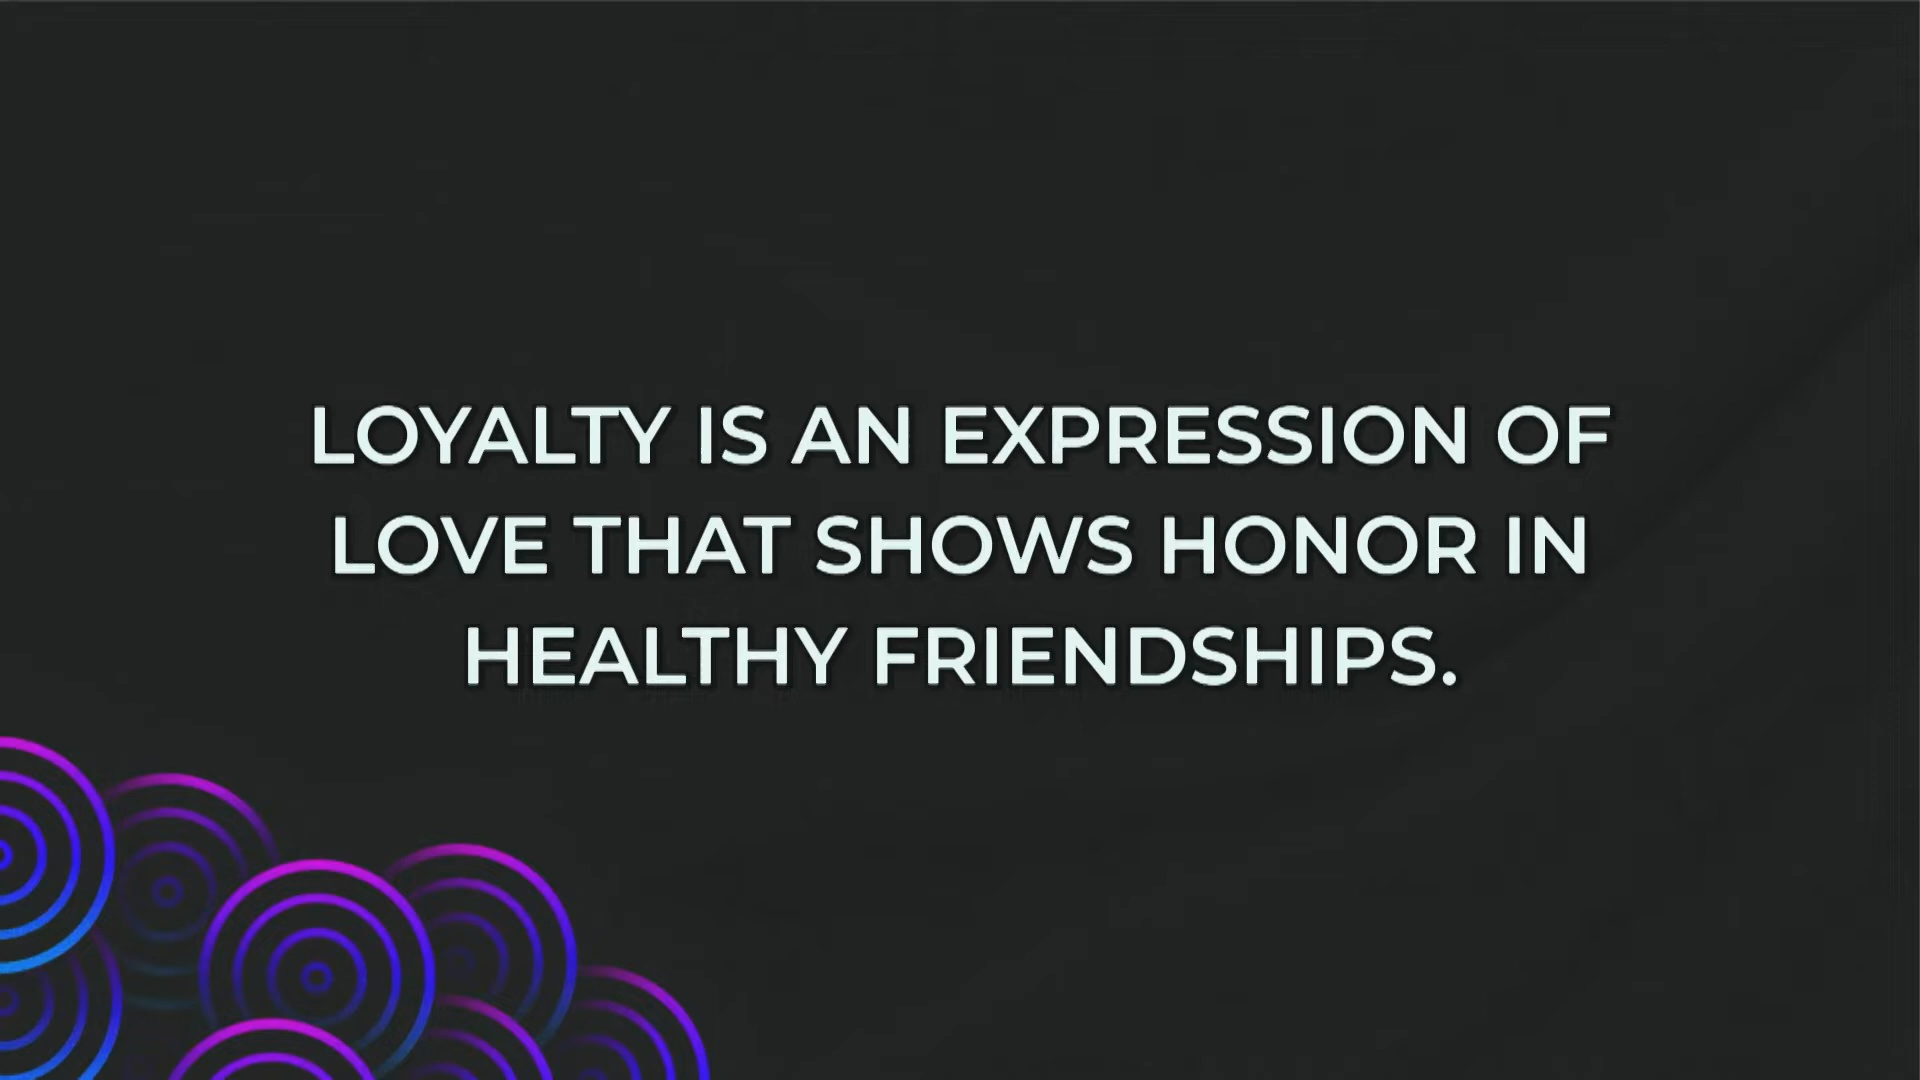 LOYALTY IS AN EXPRESSION OF
LOVE THAT SHOWS HONOR IN
HEALTHY FRIENDSHIPS.